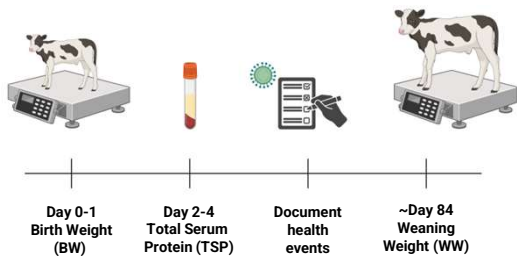 Day 0-1
Birth Weight
(BW)
Day 2-4
Total Serum
Protein (TSP)
Document
health
events
~Day 84
Weaning
Weight (WW)